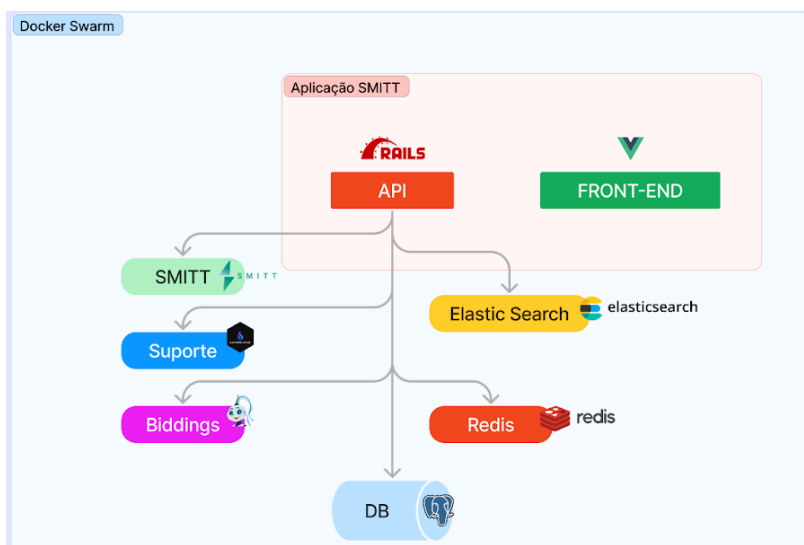 Docker Swarm
Aplicação SMITT
RAILS
API
FRONT-END
SMITT
SMITT
Elastic Search
elasticsearch
Suporte
Biddings
Redis
redis
DB